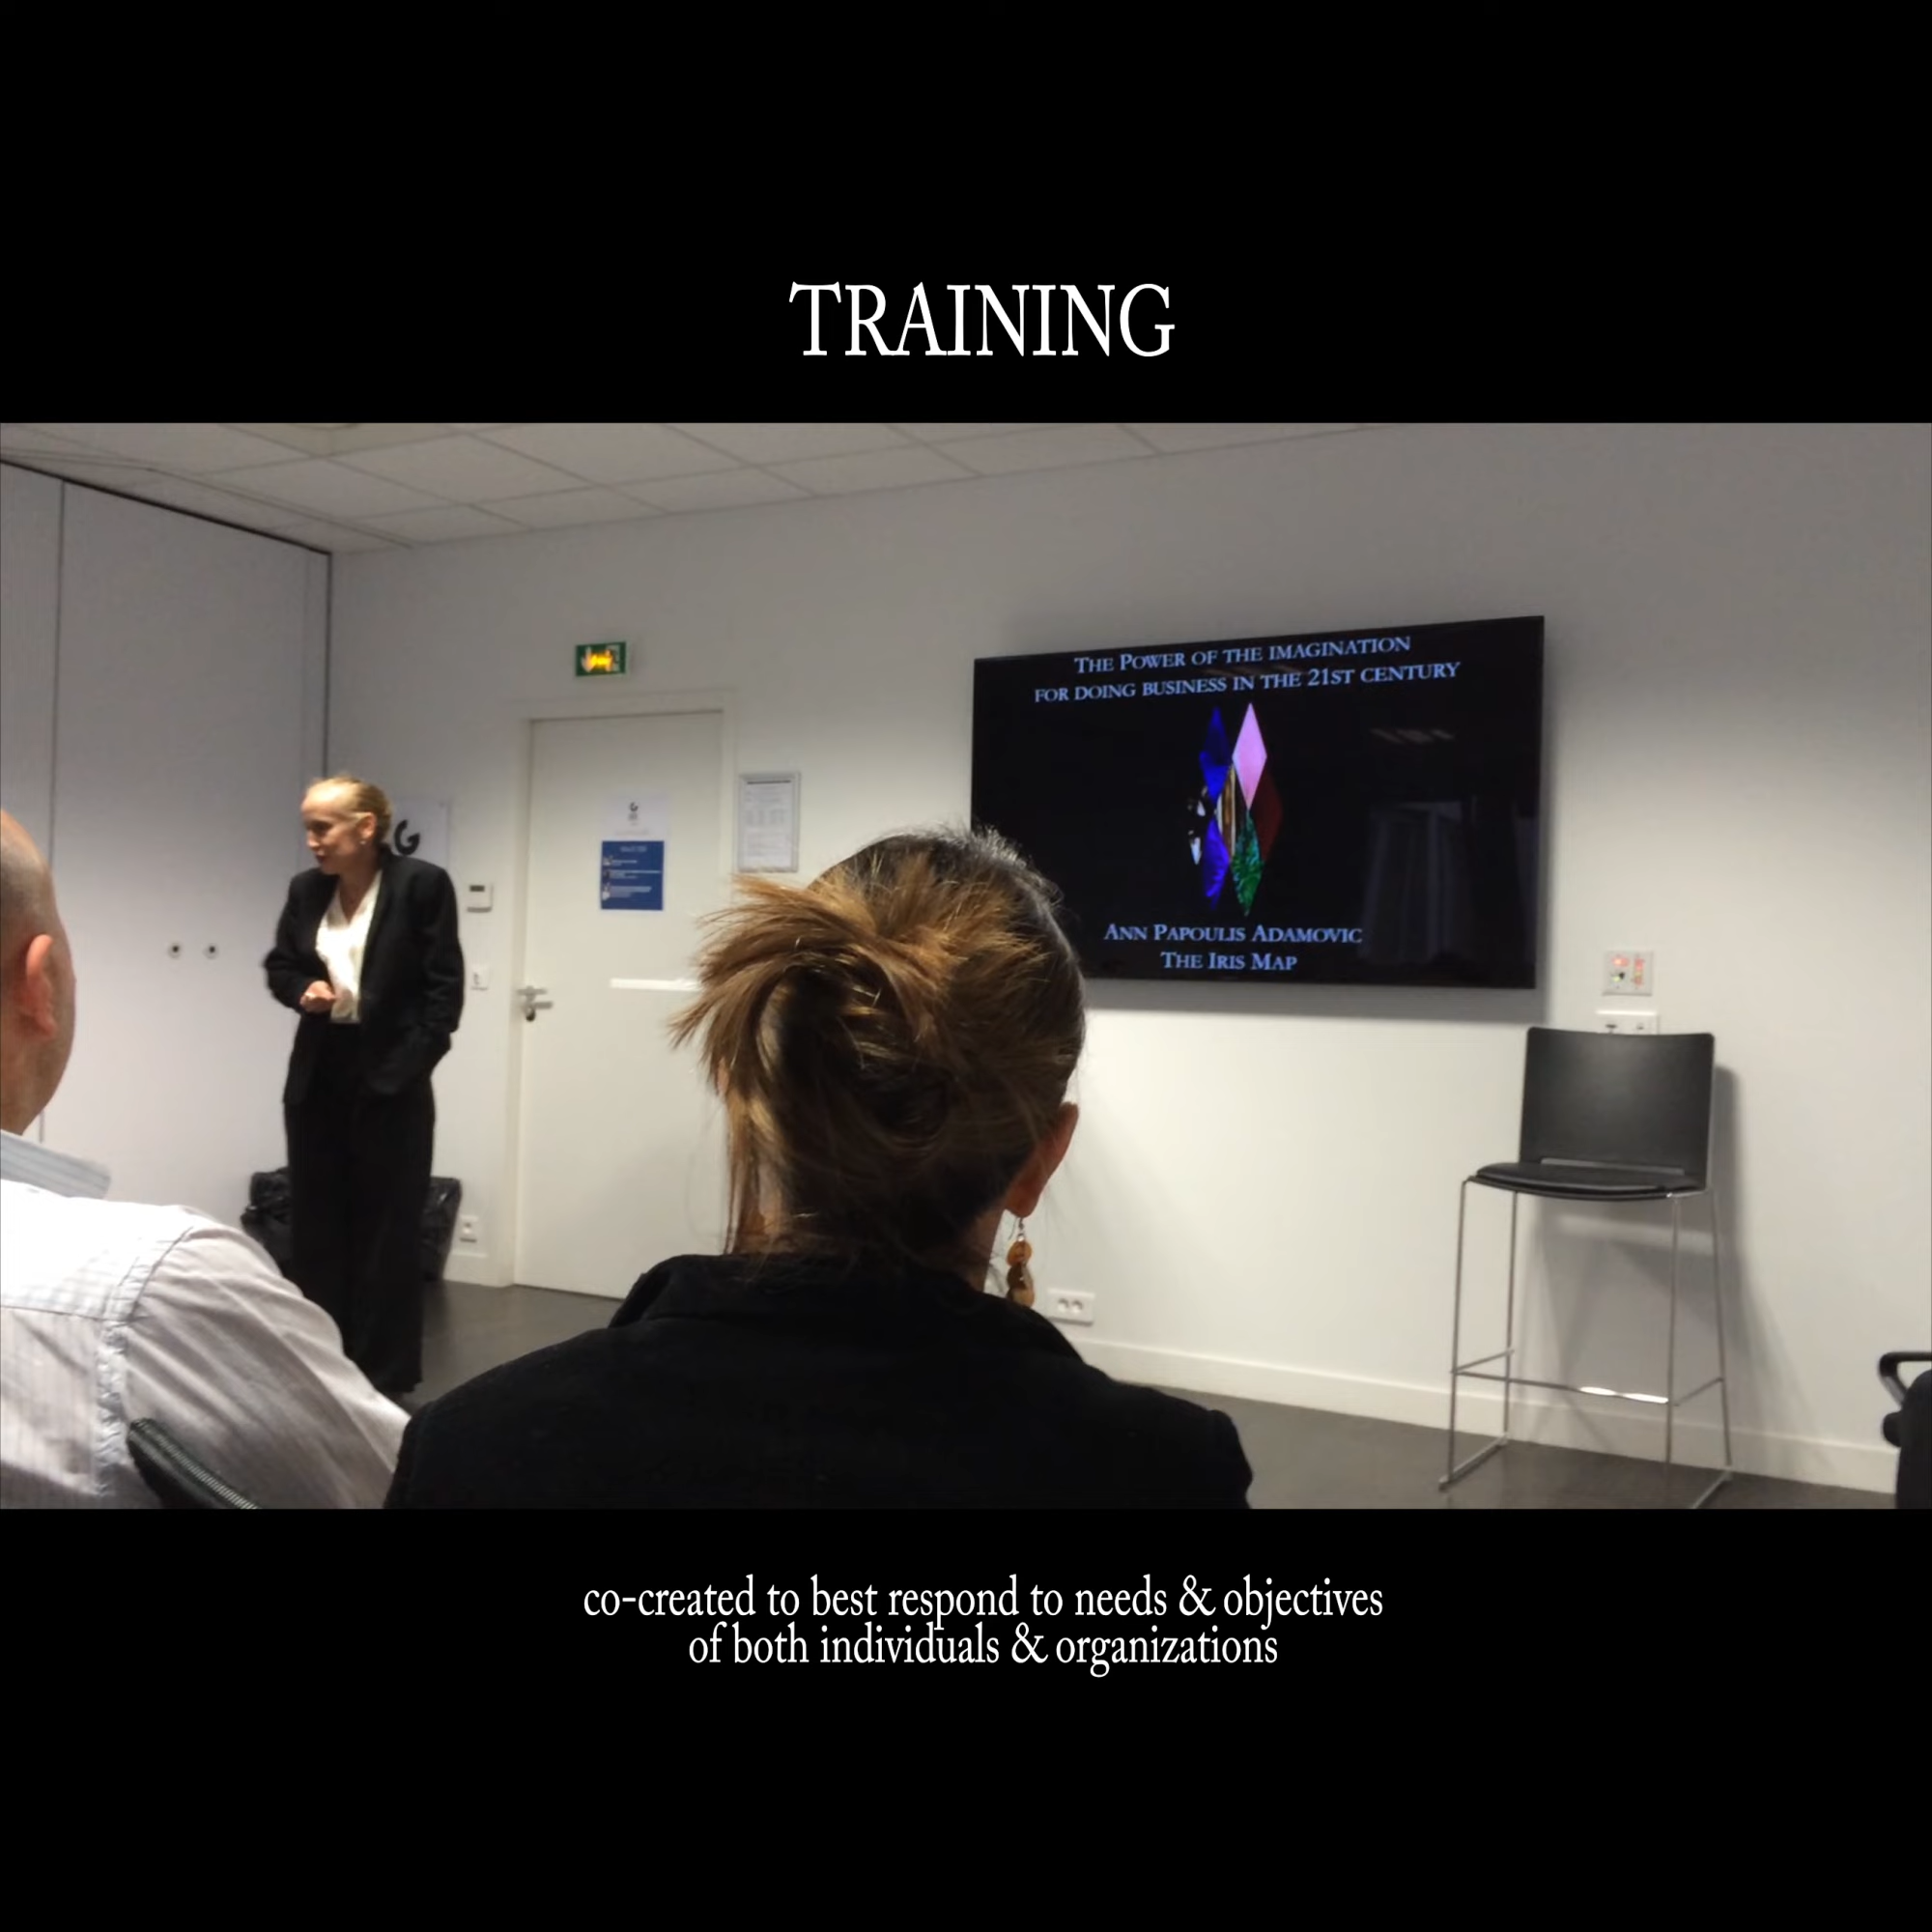 TRAINING
THE POWER OF THE IMAGINATION
FOR DOING BUSINESS IN THE 21ST CENTURY
ANN PAPOULIS ADAMOVIC
THE IRIS MAP
G
co-created to best respond to needs & objectives
of both individuals & organizations